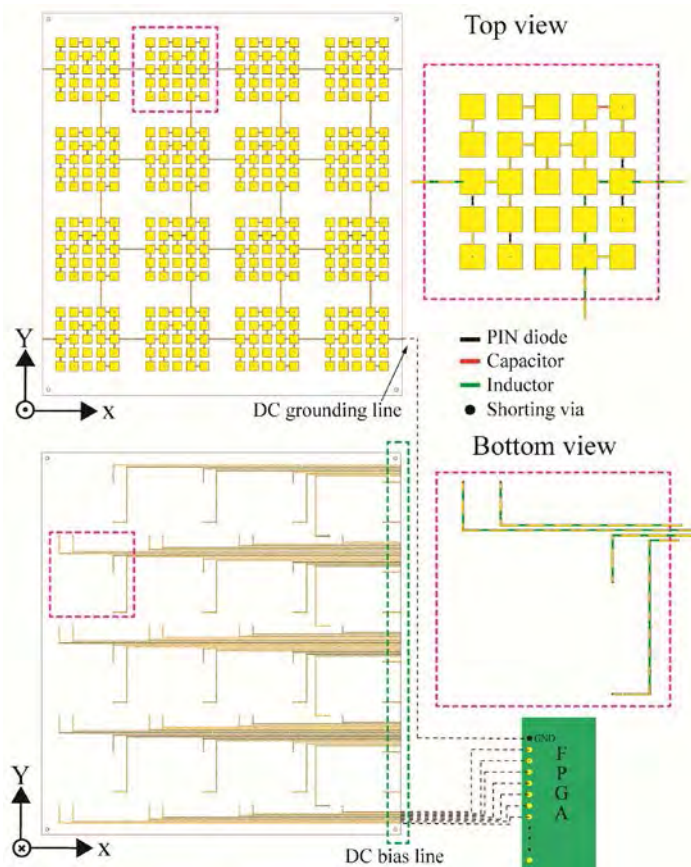 Top view
PIN diode
Capacitor
Inductor
Shorting via
Y
x
DC grounding line
Bottom view
GND
F
P
G
A
Y
x
DC bias line